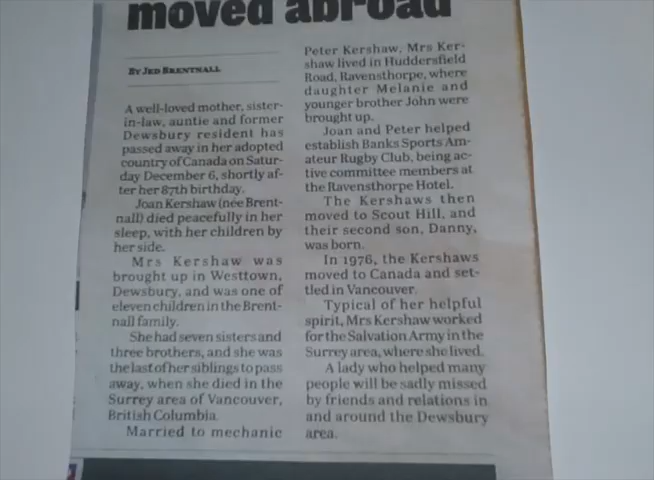 moved abroad
BY JED BRENTNALL
A well-loved mother, sister-
in-law, auntie and former
Dewsbury resident has
passed away in her adopted
country of Canada on Satur-
day December 6, shortly af-
ter her 87th birthday.
Joan Kershaw (née Brent-
nall) died peacefully in her
sleep, with her children by
her side.
Mrs Kershaw was
brought up in Westtown,
Dewsbury, and was one of
eleven children in the Brent-
nall family.
She had seven sisters and
three brothers, and she was
the last of her siblings to pass
away, when she died in the
Surrey area of Vancouver,
British Columbia.
Married to mechanic
Peter Kershaw, Mrs Ker-
shaw lived in Huddersfield
Road, Ravensthorpe, where
daughter Melanie and
younger brother John were
brought up.
Joan and Peter helped
establish Banks Sports Am-
ateur Rugby Club, being ac-
tive committee members at
the Ravensthorpe Hotel.
The Kershaws then
moved to Scout Hill, and
their second son, Danny,
was born.
In 1976, the Kershaws
moved to Canada and set-
tled in Vancouver.
Typical of her helpful
spirit, Mrs Kershaw worked
for the Salvation Army in the
Surrey area, where she lived.
A lady who helped many
people will be sadly missed
by friends and relations in
and around the Dewsbury
area.